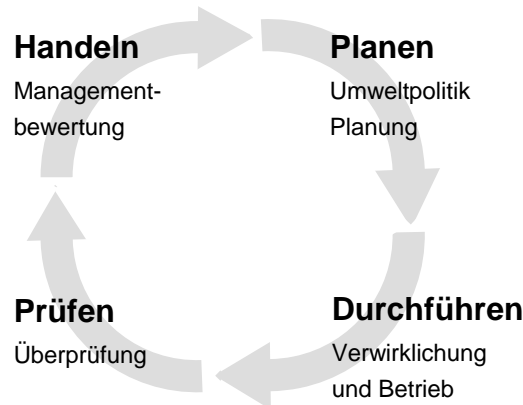 Handeln
Management-
bewertung
Planen
Umweltpolitik
Planung
Durchführen
Verwirklichung
und Betrieb
Prüfen
Überprüfung